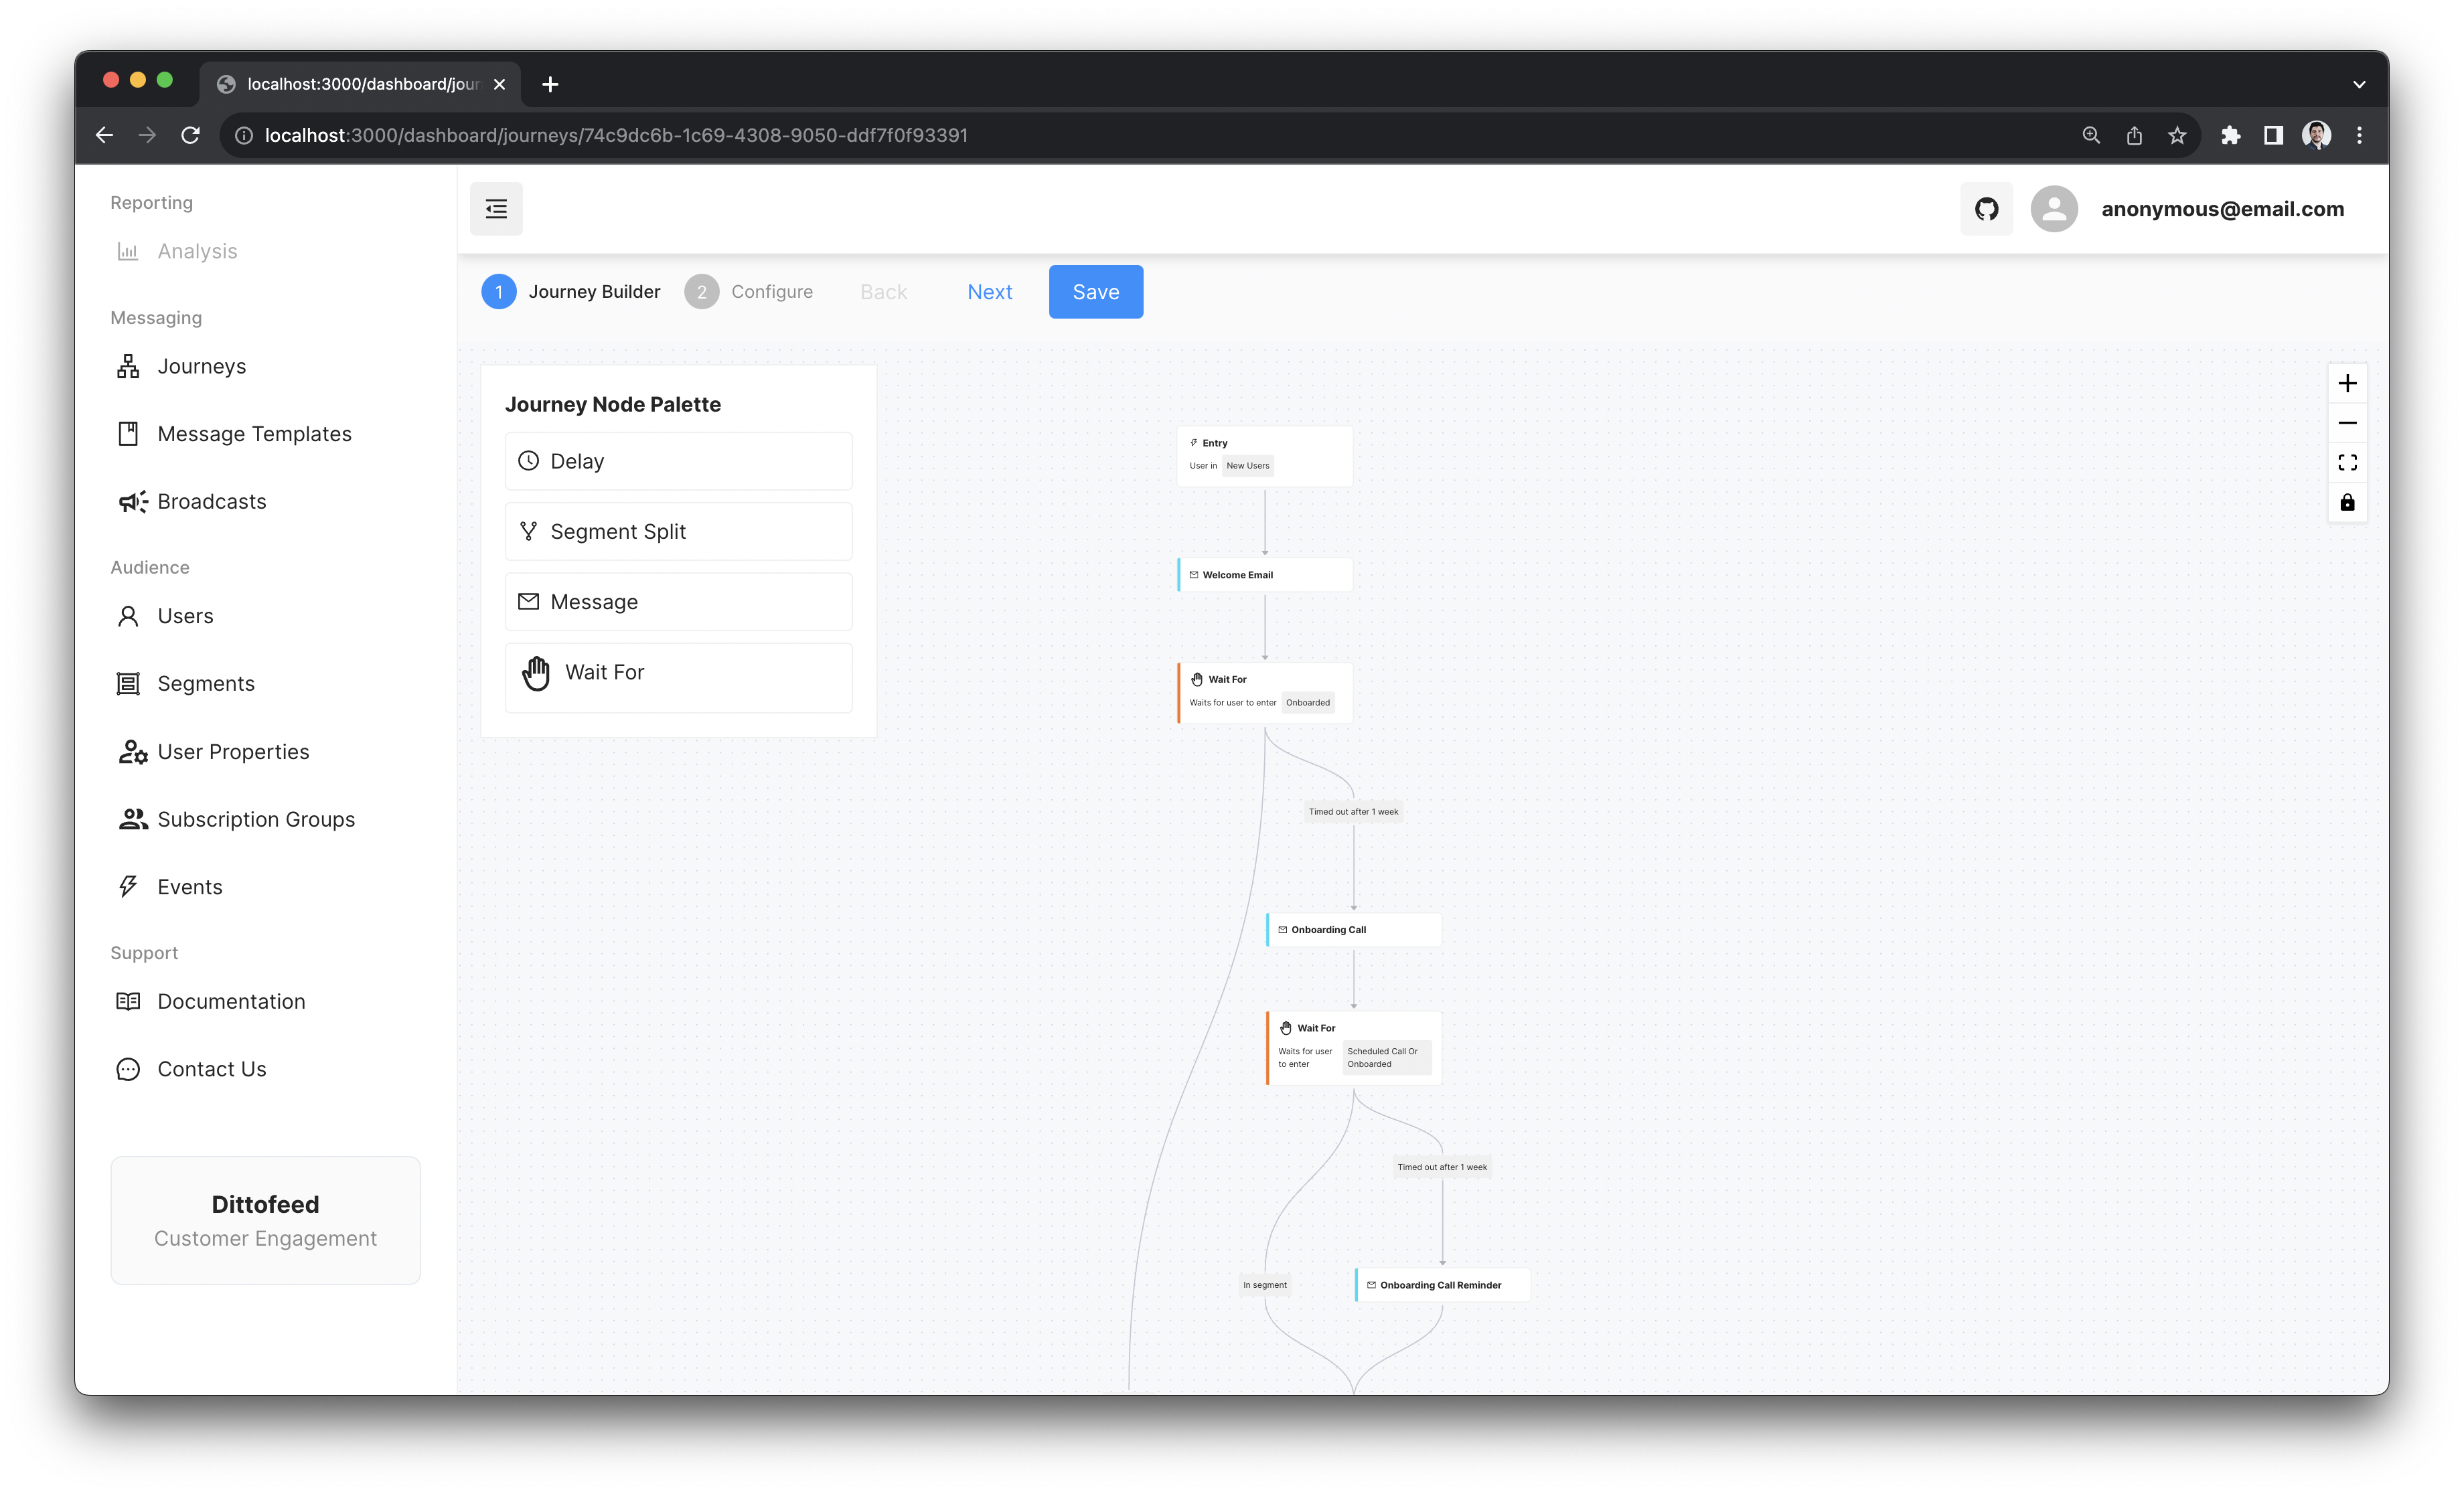 localhost:3000/dashboard/jour
localhost:3000/dashboard/journeys/74c9dc6b-1c69-4308-9050-ddf7f0f93391
Reporting
Analysis
Messaging
Journeys
Message Templates
Broadcasts
Audience
Users
Segments
User Properties
Subscription Groups
Events
Support
Documentation
Contact Us
Dittofeed
Customer Engagement
anonymous@email.com
1 Journey Builder 2 Configure Back Next Save
Journey Node Palette
Delay
Segment Split
Message
Wait For
Entry
User in New Users
Welcome Email
Wait For
Waits for user to enter Onboarded
Timed out after 1 week
Onboarding Call
Wait For
Waits for user to enter
Scheduled Call Or Onboarded
Timed out after 1 week
In segment
Onboarding Call Reminder